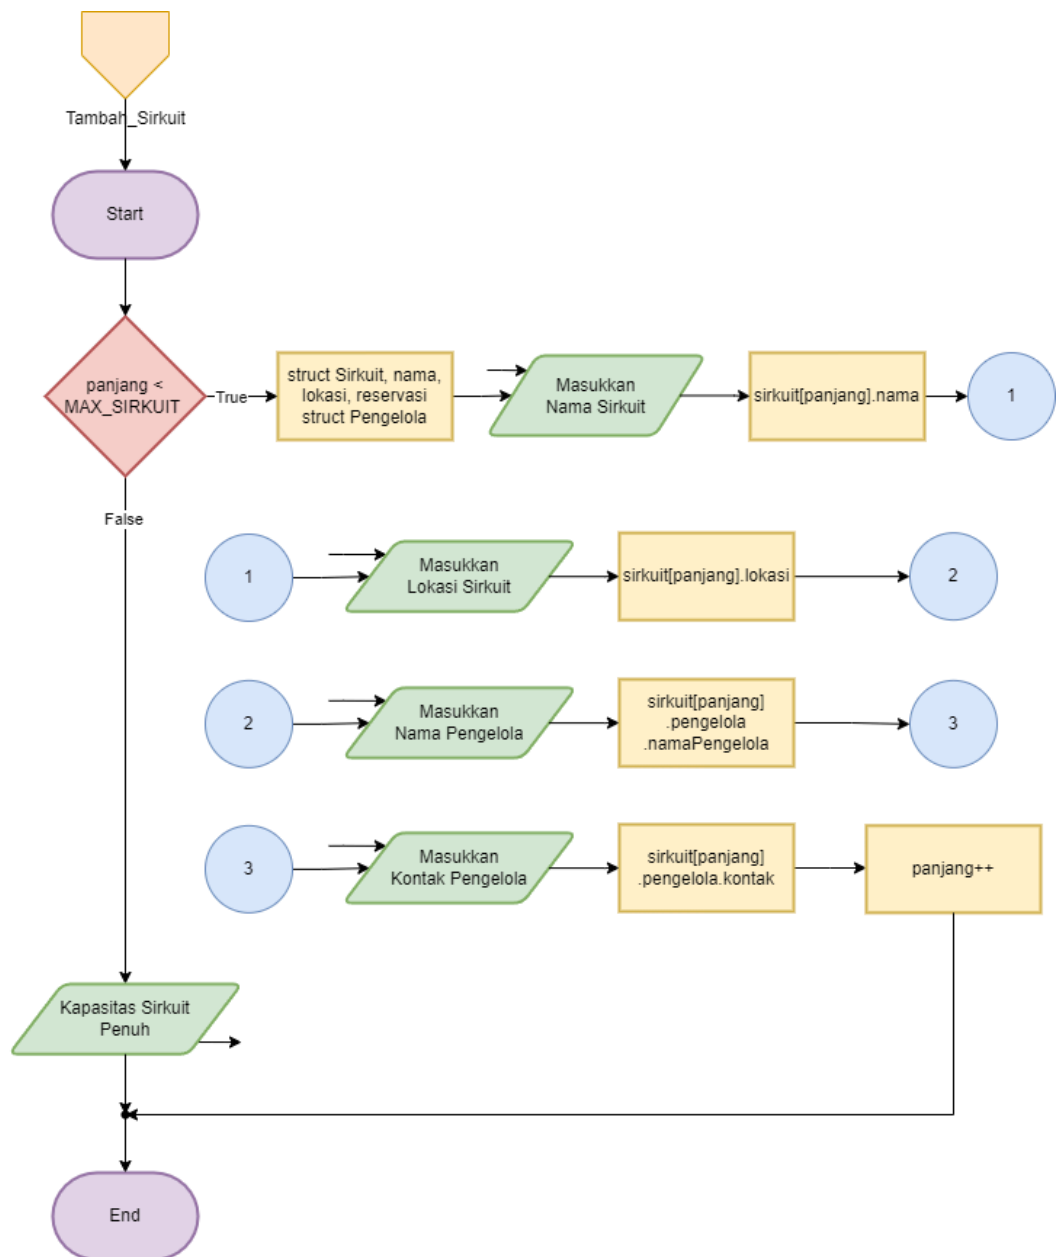 Tambah_Sirkuit
Start
panjang <
MAX_SIRKUIT
True
struct Sirkuit, nama,
lokasi, reservasi
struct Pengelola
Masukkan
Nama Sirkuit
sirkuit[panjang].nama
1
False
1
Masukkan
Lokasi Sirkuit
sirkuit[panjang].lokasi
2
2
Masukkan
Nama Pengelola
sirkuit[panjang]
.pengelola
.namaPengelola
3
3
Masukkan
Kontak Pengelola
sirkuit[panjang]
.pengelola.kontak
panjang++
Kapasitas Sirkuit
Penuh
End